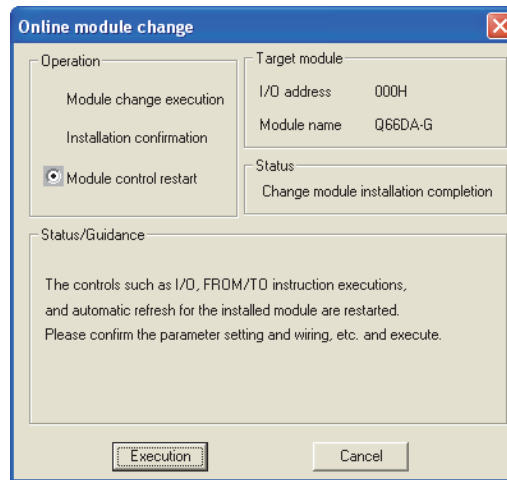 Online module change
Operation
Module change execution
Installation confirmation
Module control restart
Target module
I/O address 000H
Module name Q66DA-G
Status
Change module installation completion
Status/Guidance
The controls such as I/O, FROM/TO instruction executions,
and automatic refresh for the installed module are restarted.
Please confirm the parameter setting and wiring, etc. and execute.
Execution
Cancel